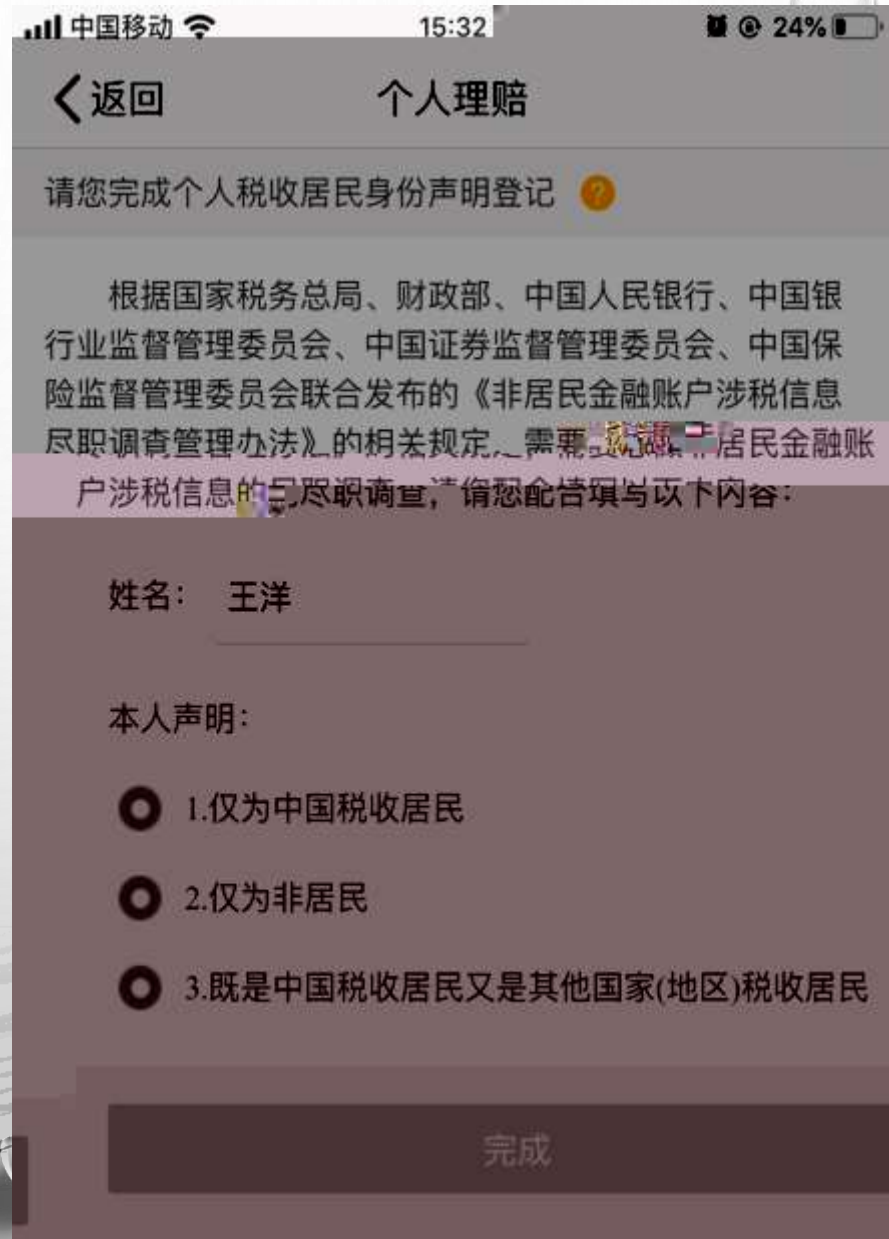 中国移动 15:32 24%
返回 个人理赔
请您完成个人税收居民身份声明登记 ?
根据国家税务总局、财政部、中国人民银行、中国银
行业监督管理委员会、中国证券监督管理委员会、中国保
险监督管理委员会联合发布的《非居民金融账户涉税信息
尽职调查管理办法》的相关规定,需要居民金融账
户涉税信息的尽职调查,请您配合填写以下内容:
姓名: 王洋
本人声明:
1.仅为中国税收居民
2.仅为非居民
3.既是中国税收居民又是其他国家(地区)税收居民
完成